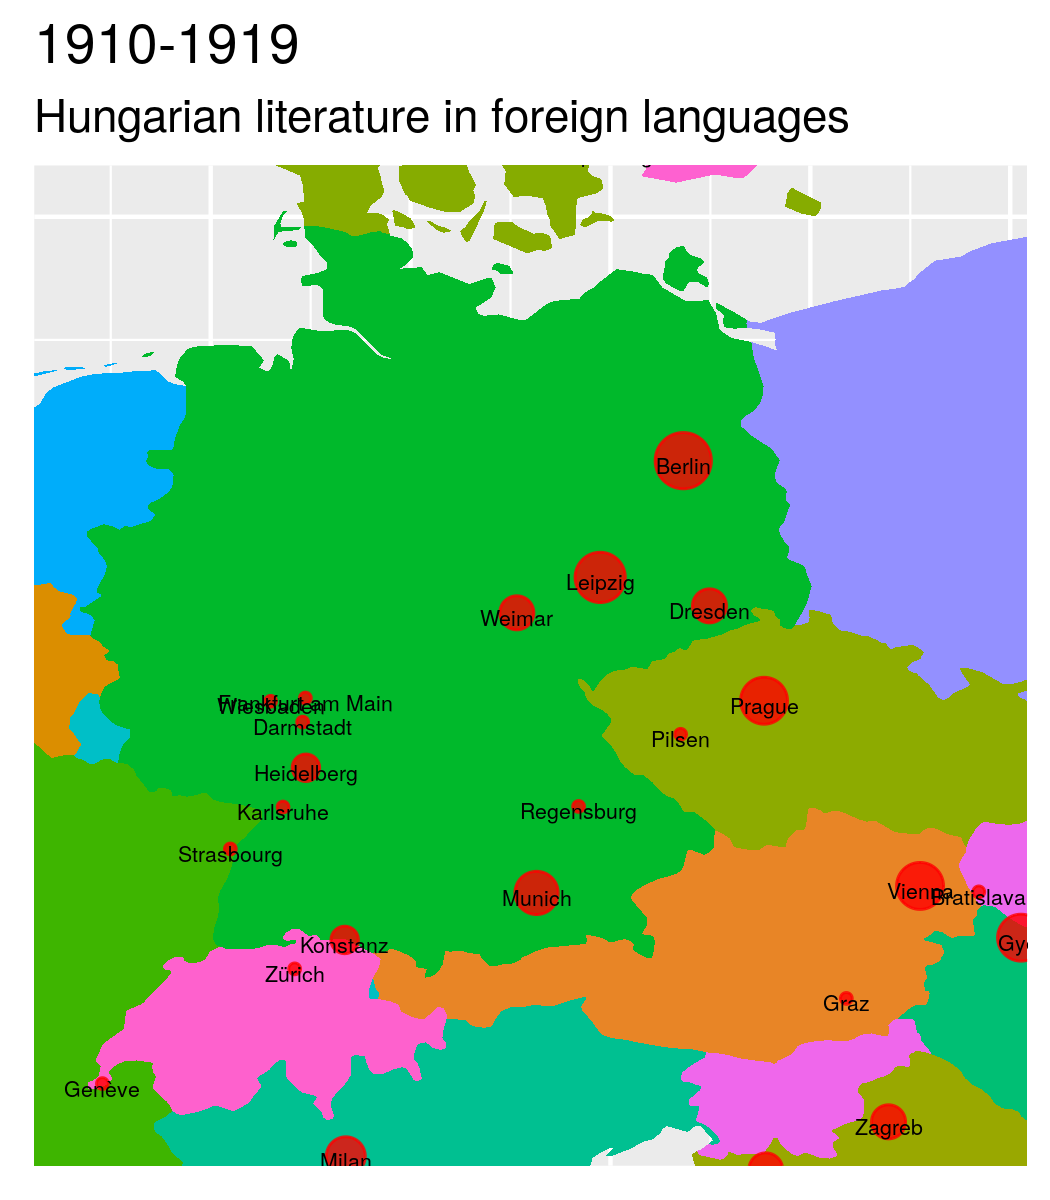 1910-1919
Hungarian literature in foreign languages
Berlin
Leipzig
Weimar
Dresden
Frankfurt am Main
Wiesbaden
Prague
Darmstadt
Pilsen
Heidelberg
Karlsruhe
Regensburg
Strasbourg
Munich
Vienna
Bratislava
Konstanz
Gy
Zürich
Graz
Genève
Zagreb
Milan